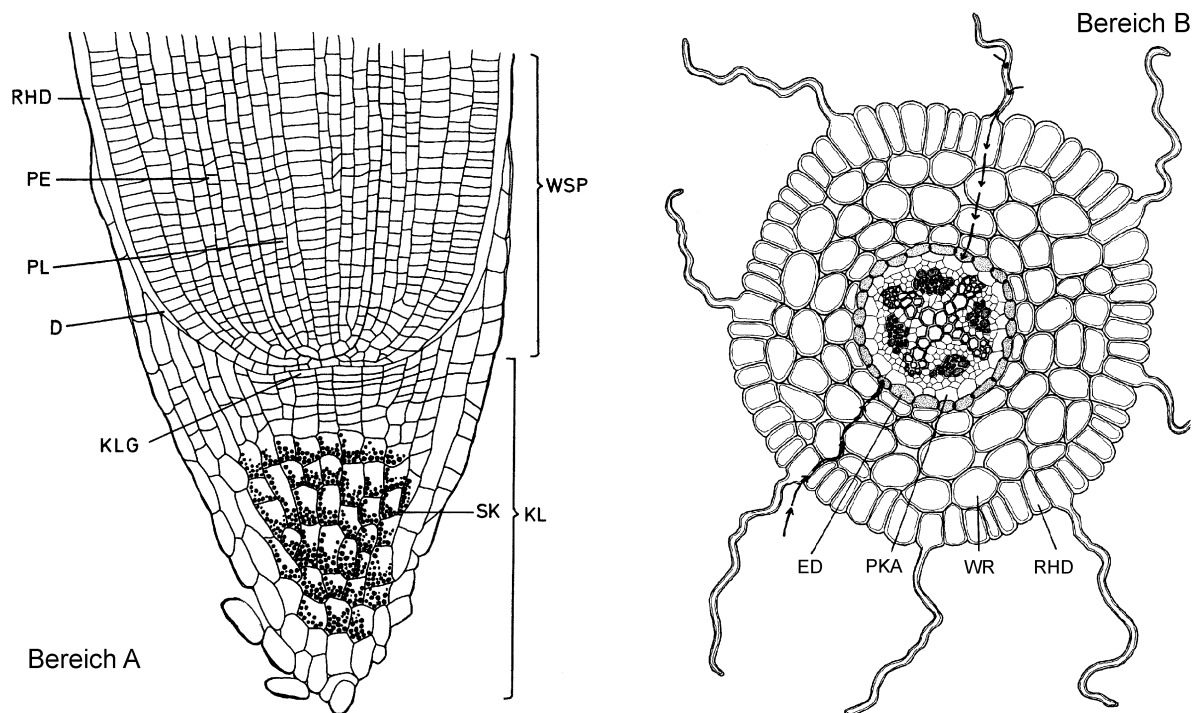 Bereich B
RHD
PE
WSP
PL
D
KLG
SK
KL
ED
PKA
WR
RHD
Bereich A